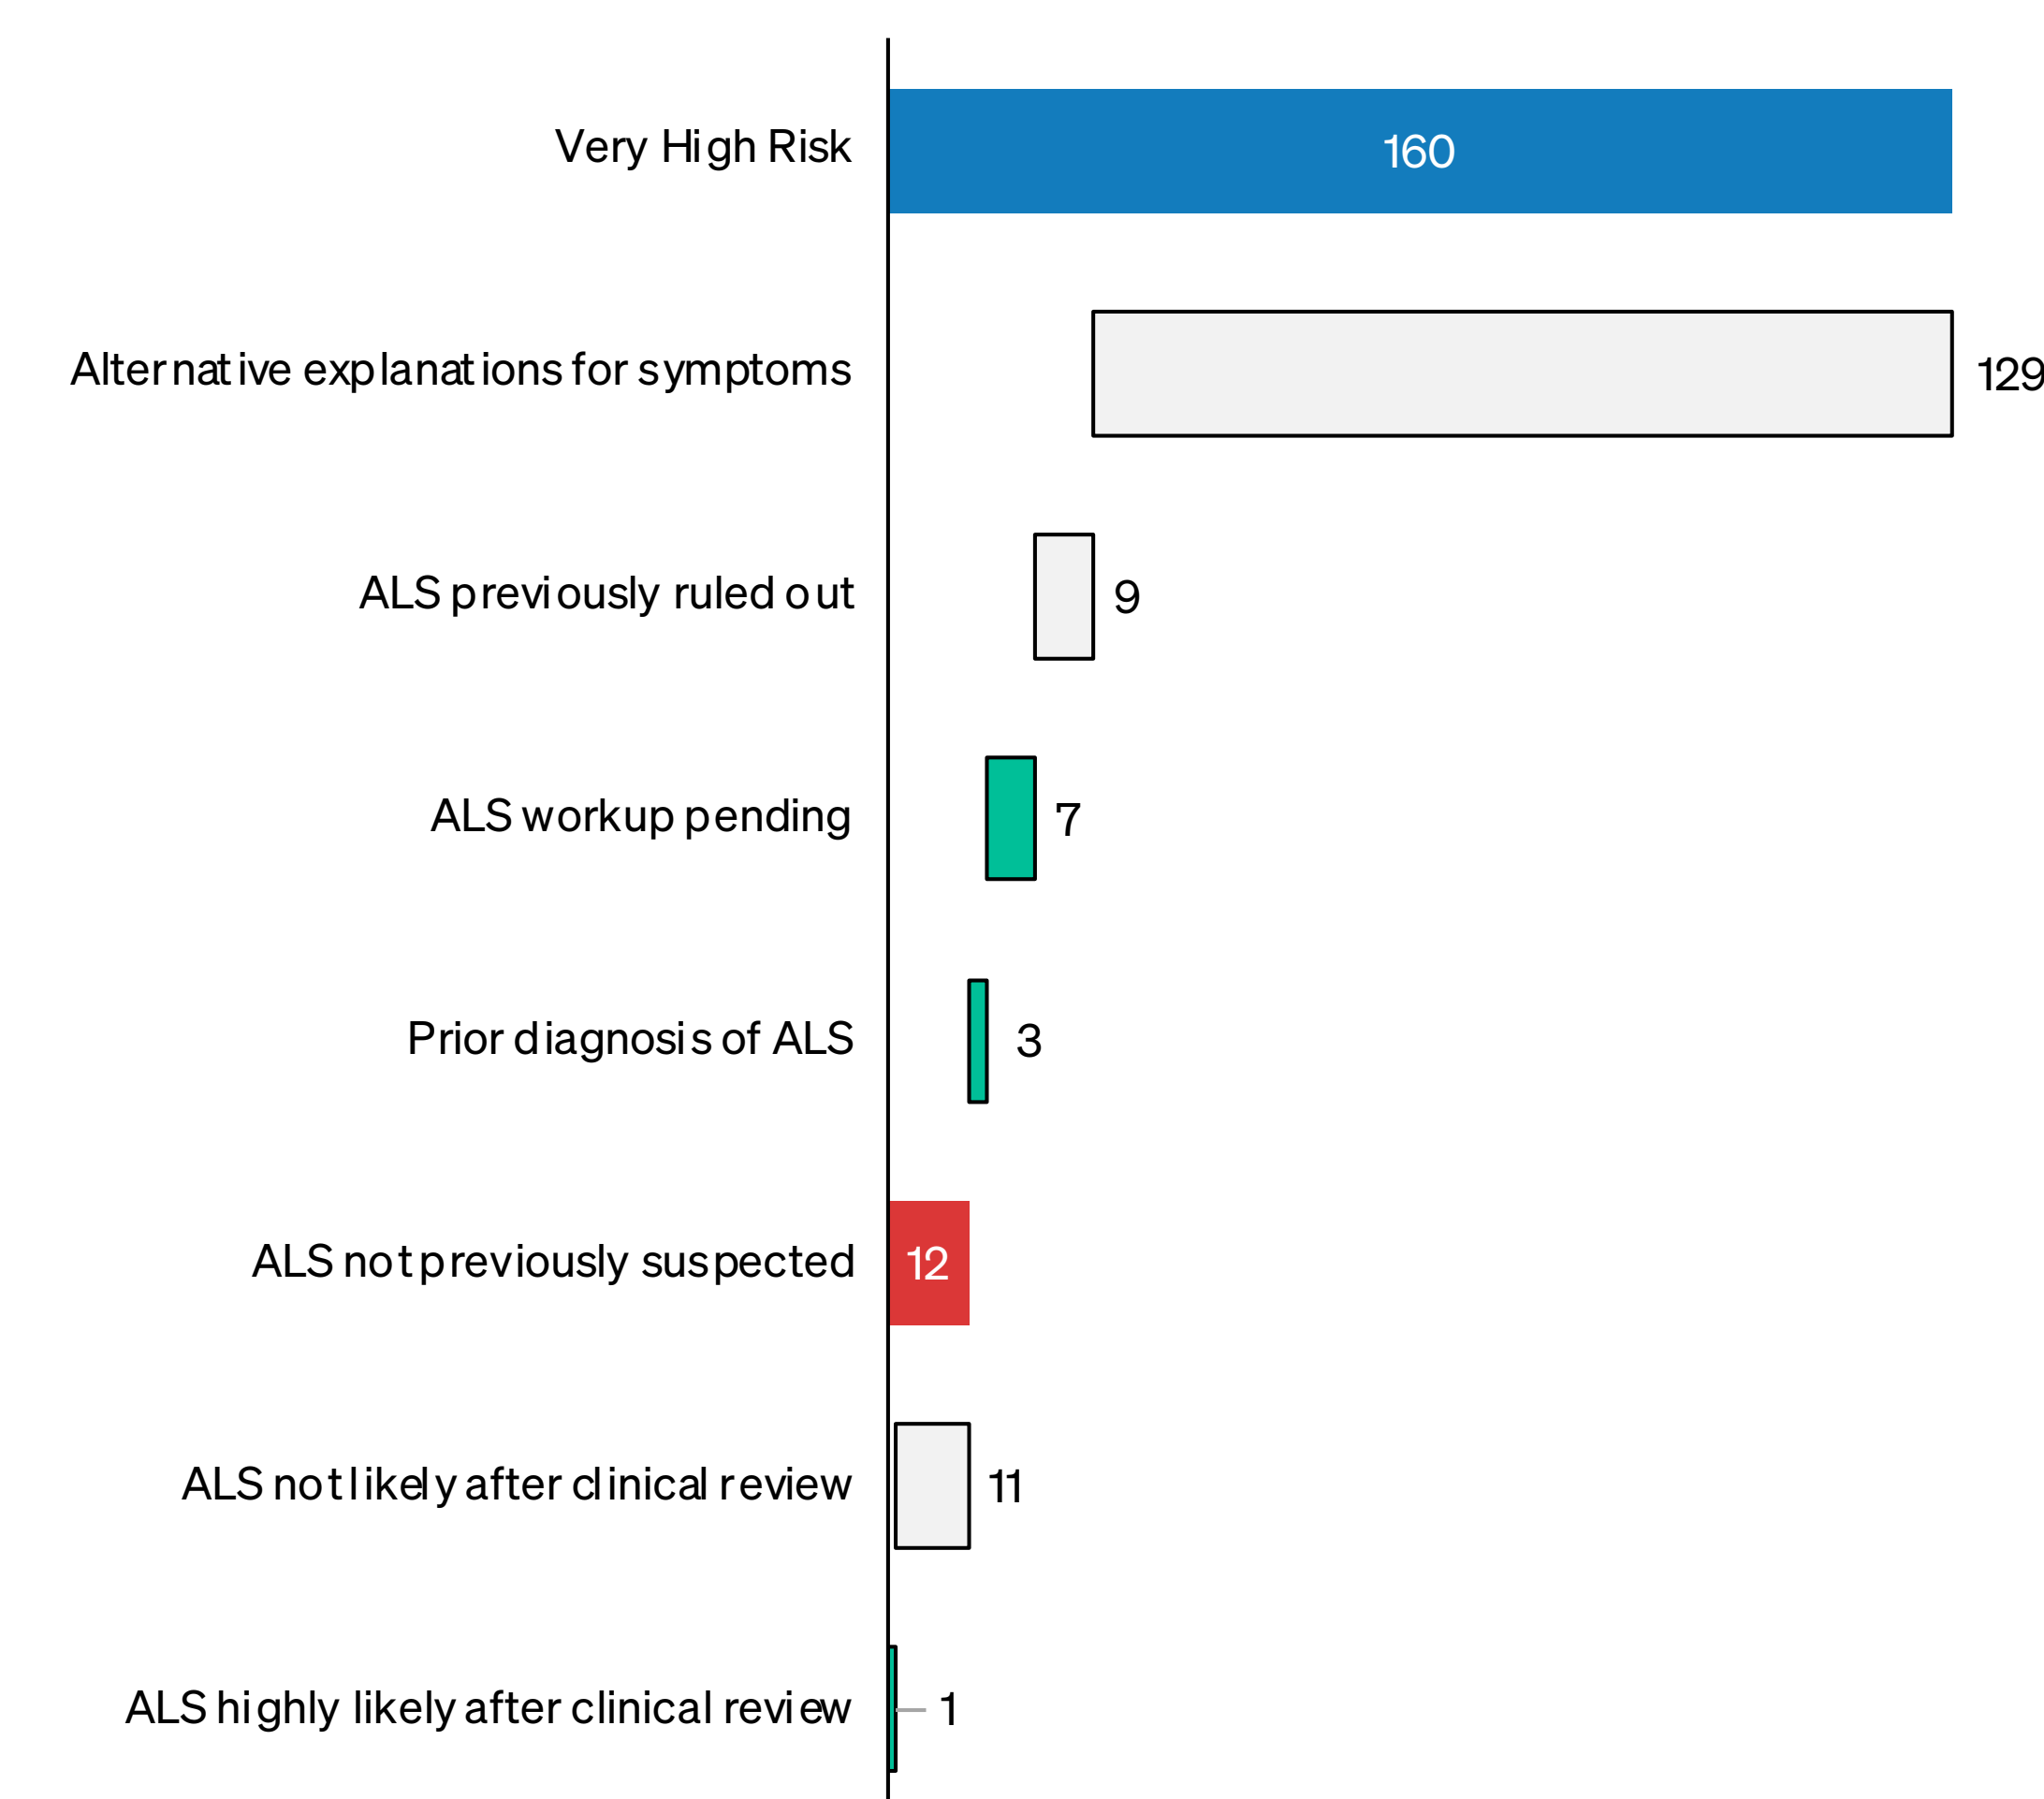 Very High Risk
160
Alternative explanations for symptoms
129
ALS previously ruled out
9
ALS workup pending
7
Prior diagnosis of ALS
3
ALS not previously suspected
12
ALS not likely after clinical review
11
ALS highly likely after clinical review
1